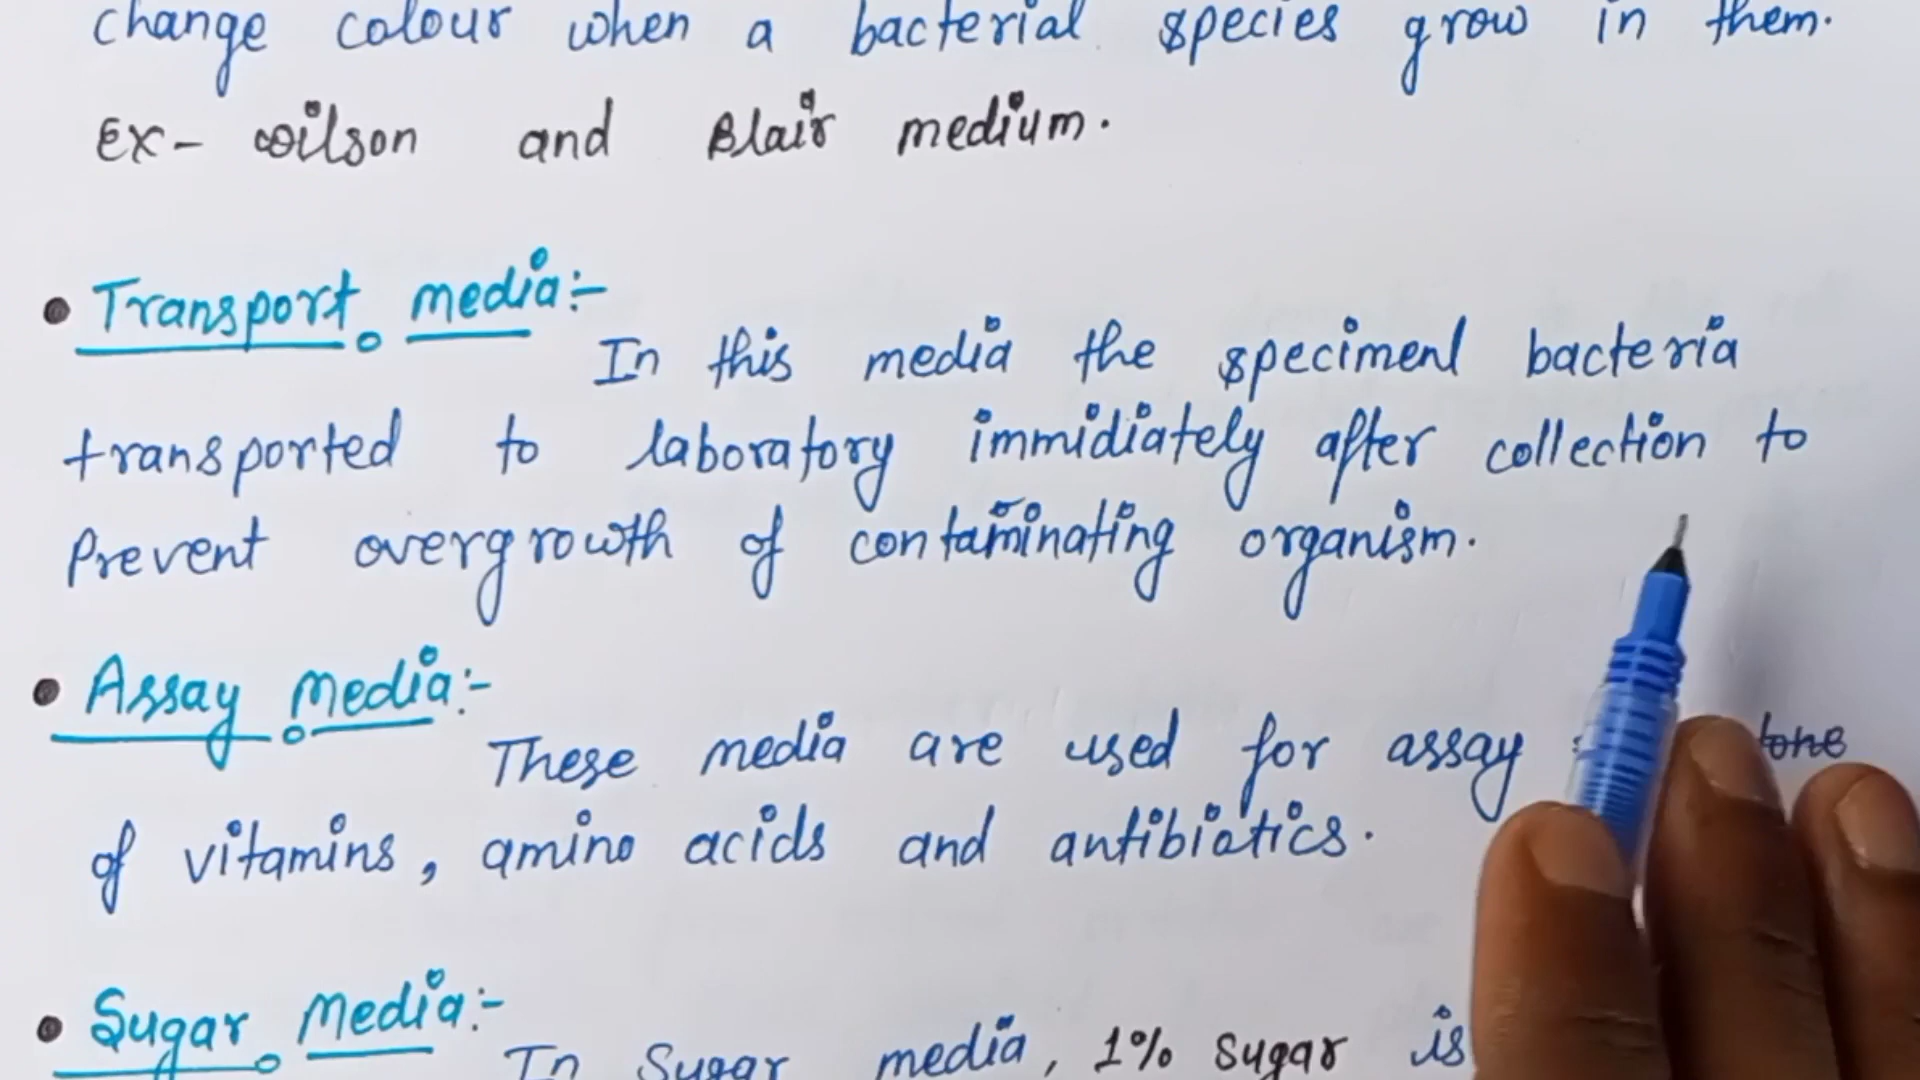 change colour when a bacterial species grow in them.
Ex- Wilson and Blair medium.
• Transport media:-
In this media the specimenl bacteria
transported to laboratory immidiately after collection to
Prevent overgrowth of contaminating organism.
• Assay Media:-
These media are used for assay
of vitamins, amino acids and antibiotics.
• Sugar Media:-
In Sugar media, 1% sugar is